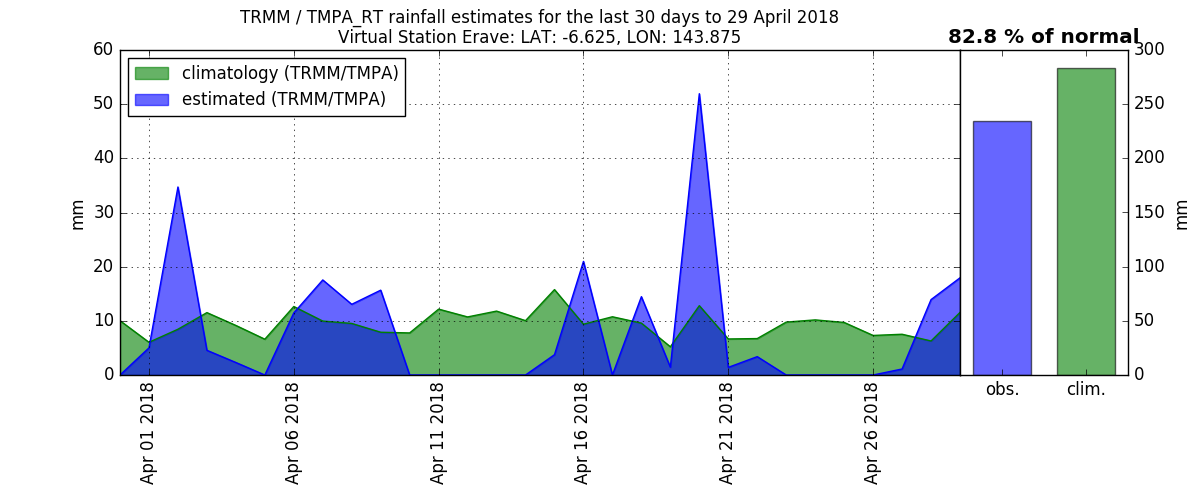 TRMM / TMPA_RT rainfall estimates for the last 30 days to 29 April 2018
Virtual Station Erave: LAT: -6.625, LON: 143.875
82.8 % of normal
climatology (TRMM/TMPA)
estimated (TRMM/TMPA)
60
50
40
30
20
10
0
mm
Apr 01 2018
Apr 06 2018
Apr 11 2018
Apr 16 2018
Apr 21 2018
Apr 26 2018
obs.
clim.
300
250
200
150
100
50
0
mm